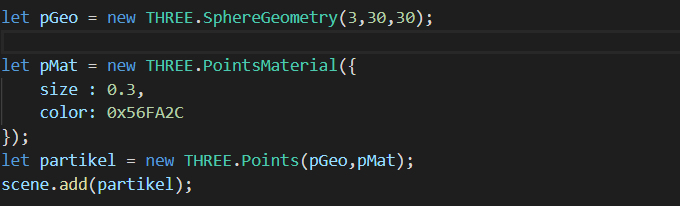 let pGeo = new THREE.SphereGeometry(3,30,30);
let pMat = new THREE.PointsMaterial({
size : 0.3,
color: 0x56FA2C
});
let partikel = new THREE.Points(pGeo,pMat);
scene.add(partikel);